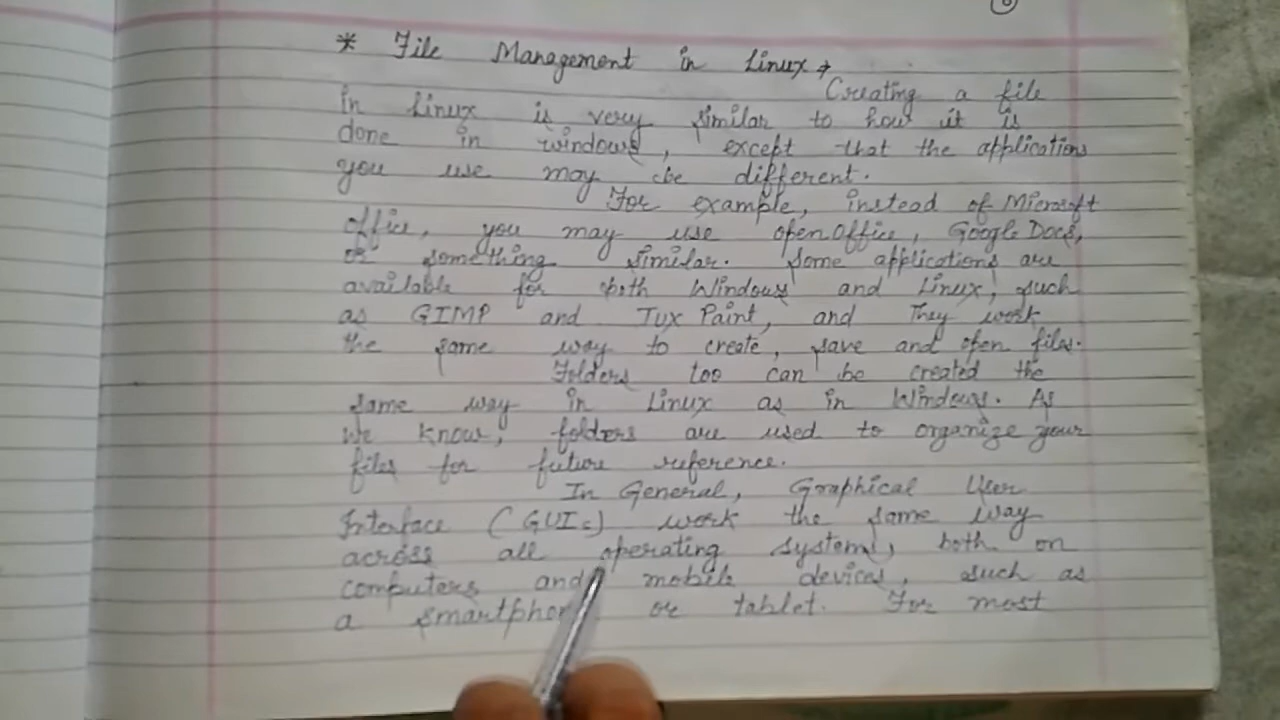 * File Management in Linux →
Creating a file
in Linux is very similar to how it is
done in windows, except that the applications
you use may be different.
For example, instead of Microsoft
office, you may use openOffice, Google Docs,
or something similar. Some applications are
available for both Windows and Linux, such
as GIMP and Tux Paint, and they work
the same way to create, save and open files.
Folders too can be created the
same way in Linux as in Windows. As
we know, folders are used to organize your
files for future reference.
In General, Graphical User
Interface (GUIs) work the same way
across all operating systems, both on
computers and mobile devices, such as
a smartphone or tablet. For most